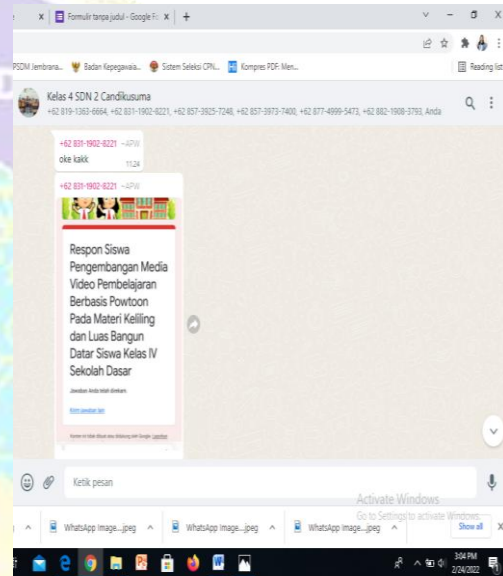 Formulir tanpa judul - Google Fo
Reading list
PSDM Jembrana...
Badan Kepegawaia...
Sistem Seleksi CPN...
Kompres PDF: Men...
Kelas 4 SDN 2 Candikusuma
+62 819-1363-6664, +62 831-1902-8221, +62 857-3925-7248, +62 857-3973-7400, +62 877-4999-5473, +62 882-1908-3793, Anda
+62 831-1902-8221 ~APW
oke kakk
11.24
+62 831-1902-8221 ~APW
Respon Siswa
Pengembangan Media
Video Pembelajaran
Berbasis Powtoon
Pada Materi Keliling
dan Luas Bangun
Datar Siswa Kelas IV
Sekolah Dasar
Jawaban Anda telah direkam.
Kirim jawaban lain
Ketik pesan
Activate Windows
Go to Settings to activate Windows.
WhatsApp Image....jpeg
WhatsApp Image....jpeg
WhatsApp Image....jpeg
Show all
3:04 PM
2/24/2022